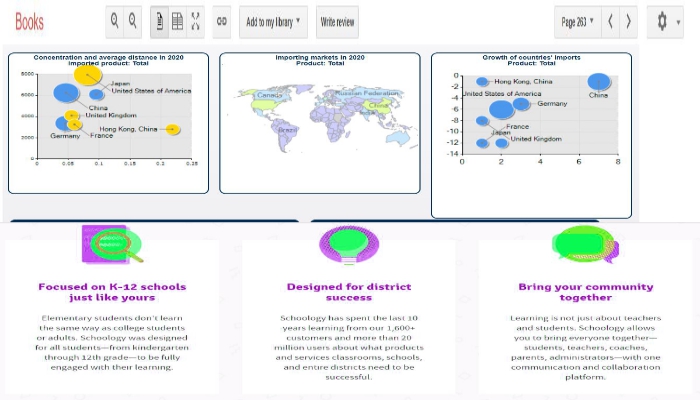 Books
Add to my library
Write review
Page 263
Concentration and average distance in 2020
Imported product: Total
8000
6000
4000
2000
0
0
0.05
0.1
0.15
0.2
0.25
Japan
United States of America
China
United Kingdom
Hong Kong, China
Germany
France
Importing markets in 2020
Product: Total
Canada
Russian Federation
China
Brazil
Growth of countries' imports
Product: Total
0
-2
-4
-6
-8
-10
-12
-14
0
2
4
6
8
Hong Kong, China
China
United States of America
Germany
France
Japan
United Kingdom
Focused on K-12 schools
just like yours
Elementary students don't learn
the same way as college students
or adults. Schoology was designed
for all students—from kindergarten
through 12th grade—to be fully
engaged with their learning.
Designed for district
success
Schoology has spent the last 10
years learning from our 1,600+
customers and more than 20
million users about what products
and services classrooms, schools,
and entire districts need to be
successful.
Bring your community
together
Learning is not just about teachers
and students. Schoology allows
you to bring everyone together—
students, teachers, coaches,
parents, administrators—with one
communication and collaboration
platform.